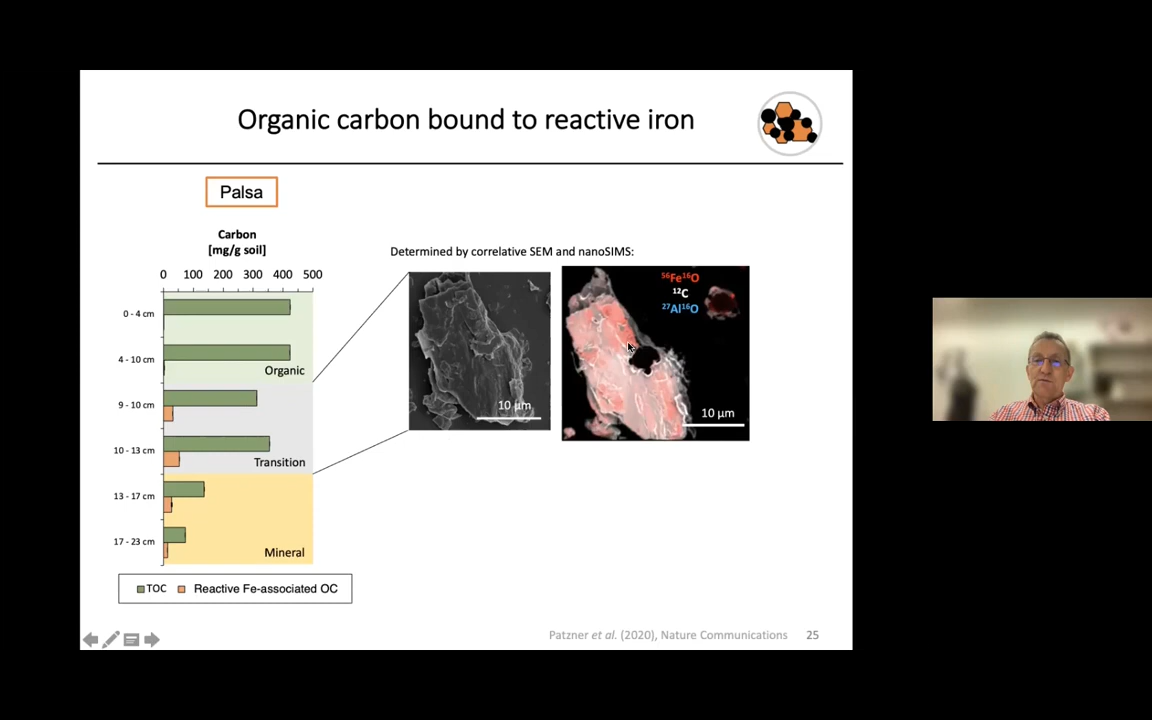 Organic carbon bound to reactive iron
Palsa
Carbon
[mg/g soil]
0 100 200 300 400 500
0 - 4 cm
4 - 10 cm
Organic
9 - 10 cm
10 - 13 cm
Transition
13 - 17 cm
17 - 23 cm
Mineral
TOC Reactive Fe-associated OC
Determined by correlative SEM and nanoSIMS:
10 µm
⁵⁶Fe¹⁶O
¹²C
²⁷Al¹⁶O
10 µm
Patzner et al. (2020), Nature Communications 25